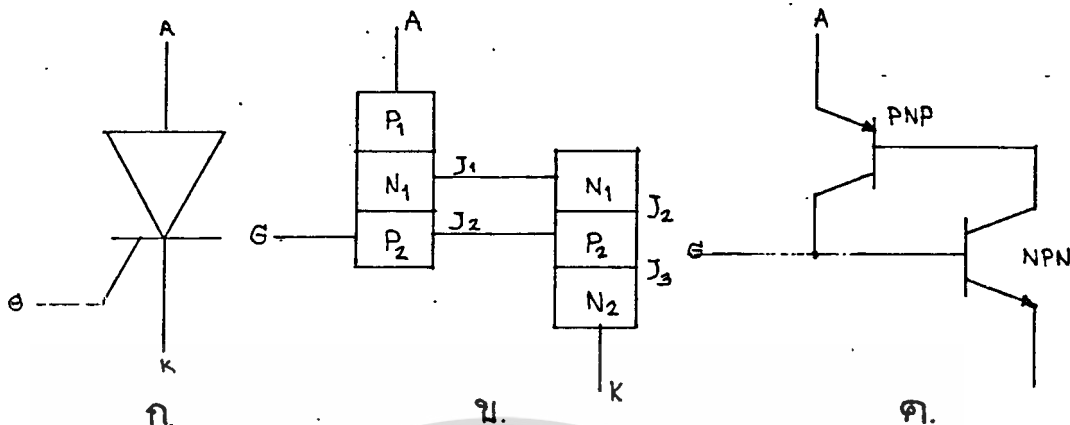 A
G
K
ก.
A
P₁
N₁
P₂
G
J₁
J₂
N₁
P₂
N₂
J₂
J₃
K
ข.
A
PNP
G
NPN
ค.